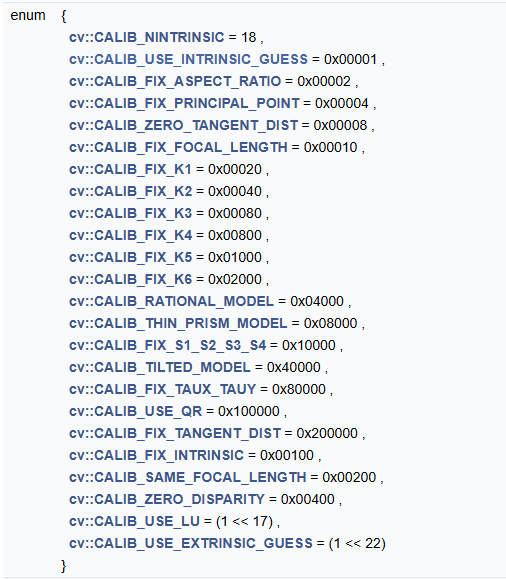 enum {
cv::CALIB_NINTRINSIC = 18 ,
cv::CALIB_USE_INTRINSIC_GUESS = 0x00001 ,
cv::CALIB_FIX_ASPECT_RATIO = 0x00002 ,
cv::CALIB_FIX_PRINCIPAL_POINT = 0x00004 ,
cv::CALIB_ZERO_TANGENT_DIST = 0x00008 ,
cv::CALIB_FIX_FOCAL_LENGTH = 0x00010 ,
cv::CALIB_FIX_K1 = 0x00020 ,
cv::CALIB_FIX_K2 = 0x00040 ,
cv::CALIB_FIX_K3 = 0x00080 ,
cv::CALIB_FIX_K4 = 0x00800 ,
cv::CALIB_FIX_K5 = 0x01000 ,
cv::CALIB_FIX_K6 = 0x02000 ,
cv::CALIB_RATIONAL_MODEL = 0x04000 ,
cv::CALIB_THIN_PRISM_MODEL = 0x08000 ,
cv::CALIB_FIX_S1_S2_S3_S4 = 0x10000 ,
cv::CALIB_TILTED_MODEL = 0x40000 ,
cv::CALIB_FIX_TAUX_TAUY = 0x80000 ,
cv::CALIB_USE_QR = 0x100000 ,
cv::CALIB_FIX_TANGENT_DIST = 0x200000 ,
cv::CALIB_FIX_INTRINSIC = 0x00100 ,
cv::CALIB_SAME_FOCAL_LENGTH = 0x00200 ,
cv::CALIB_ZERO_DISPARITY = 0x00400 ,
cv::CALIB_USE_LU = (1 << 17) ,
cv::CALIB_USE_EXTRINSIC_GUESS = (1 << 22)
}